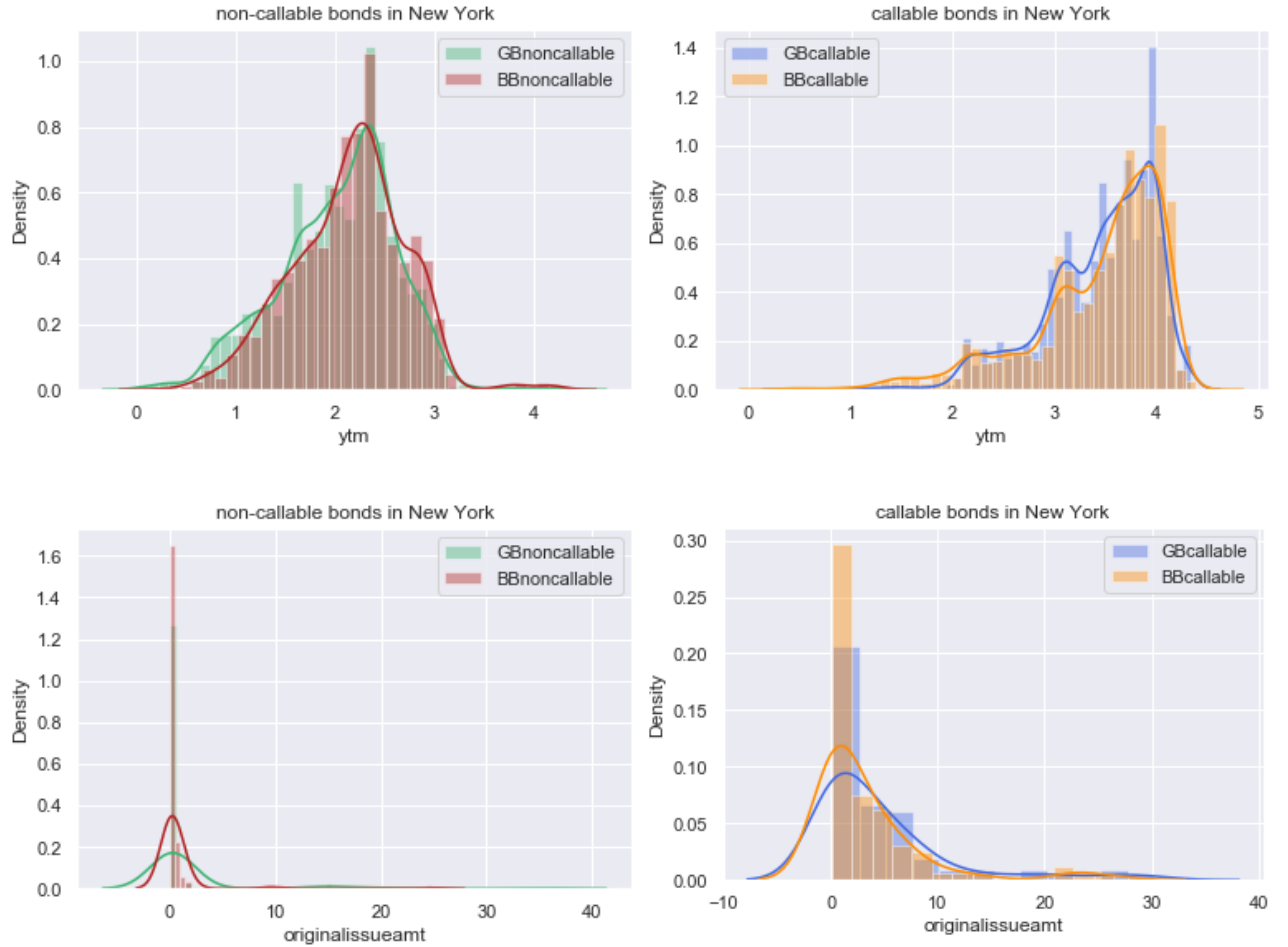 non-callable bonds in New York
GBnoncallable
BBnoncallable
Density
1.0
0.8
0.6
0.4
0.2
0.0
0 1 2 3 4
ytm
callable bonds in New York
GBcallable
BBcallable
Density
1.4
1.2
1.0
0.8
0.6
0.4
0.2
0.0
0 1 2 3 4 5
ytm
non-callable bonds in New York
GBnoncallable
BBnoncallable
Density
1.6
1.4
1.2
1.0
0.8
0.6
0.4
0.2
0.0
0 10 20 30 40
originalissueamt
callable bonds in New York
GBcallable
BBcallable
Density
0.30
0.25
0.20
0.15
0.10
0.05
0.00
−10 0 10 20 30 40
originalissueamt